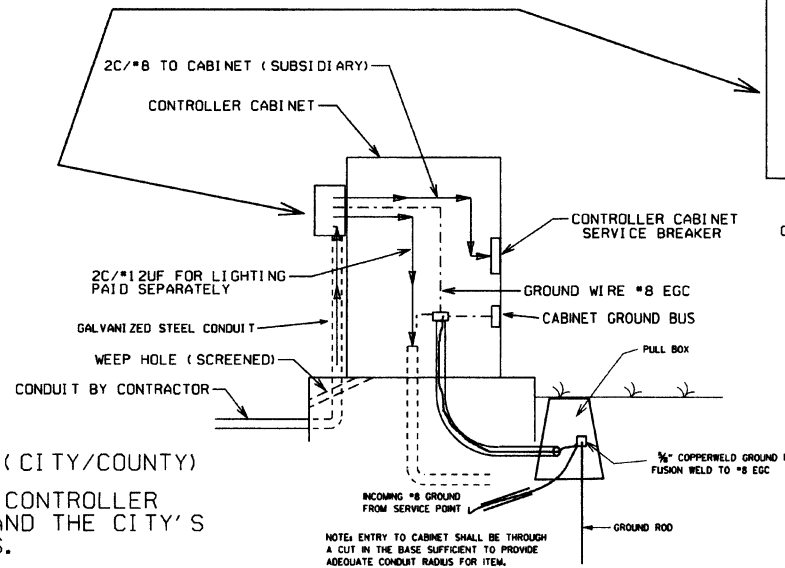 2C/#8 TO CABINET (SUBSIDIARY)
CONTROLLER CABINET
CONTROLLER CABINET
SERVICE BREAKER
2C/#12UF FOR LIGHTING
PAID SEPARATELY
GROUND WIRE #8 EGC
CABINET GROUND BUS
GALVANIZED STEEL CONDUIT
WEEP HOLE (SCREENED)
PULL BOX
CONDUIT BY CONTRACTOR
(CITY/COUNTY)
CONTROLLER
AND THE CITY'S
S.
5/8" COPPERWELD GROUND
FUSION WELD TO #8 EGC
INCOMING #8 GROUND
FROM SERVICE POINT
GROUND ROD
NOTE: ENTRY TO CABINET SHALL BE THROUGH
A CUT IN THE BASE SUFFICIENT TO PROVIDE
ADEQUATE CONDUIT RADIUS FOR ITEM.